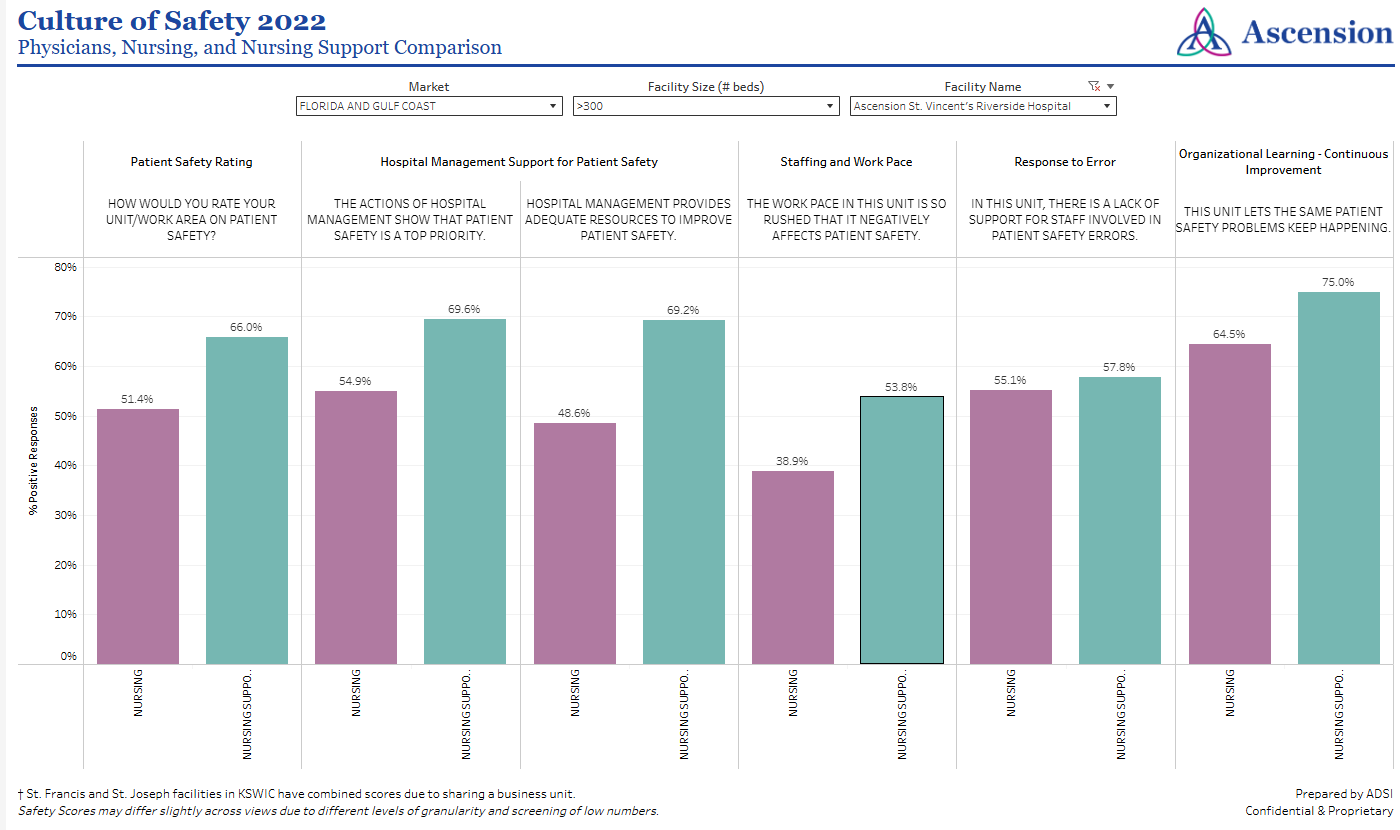 Culture of Safety 2022
Physicians, Nursing, and Nursing Support Comparison
Ascension
Market
Facility Size (# beds)
Facility Name
FLORIDA AND GULF COAST
>300
Ascension St. Vincent's Riverside Hospital
Patient Safety Rating
Hospital Management Support for Patient Safety
Staffing and Work Pace
Response to Error
Organizational Learning - Continuous
Improvement
HOW WOULD YOU RATE YOUR
UNIT/WORK AREA ON PATIENT
SAFETY?
THE ACTIONS OF HOSPITAL
MANAGEMENT SHOW THAT PATIENT
SAFETY IS A TOP PRIORITY.
HOSPITAL MANAGEMENT PROVIDES
ADEQUATE RESOURCES TO IMPROVE
PATIENT SAFETY.
THE WORK PACE IN THIS UNIT IS SO
RUSHED THAT IT NEGATIVELY
AFFECTS PATIENT SAFETY.
IN THIS UNIT, THERE IS A LACK OF
SUPPORT FOR STAFF INVOLVED IN
PATIENT SAFETY ERRORS.
THIS UNIT LETS THE SAME PATIENT
SAFETY PROBLEMS KEEP HAPPENING.
% Positive Responses
80%
70%
60%
50%
40%
30%
20%
10%
0%
51.4%
66.0%
54.9%
69.6%
48.6%
69.2%
38.9%
53.8%
55.1%
57.8%
64.5%
75.0%
NURSING
NURSING SUPPO..
NURSING
NURSING SUPPO..
NURSING
NURSING SUPPO..
NURSING
NURSING SUPPO..
NURSING
NURSING SUPPO..
NURSING
NURSING SUPPO..
† St. Francis and St. Joseph facilities in KSWIC have combined scores due to sharing a business unit.
Safety Scores may differ slightly across views due to different levels of granularity and screening of low numbers.
Prepared by ADSI
Confidential & Proprietary